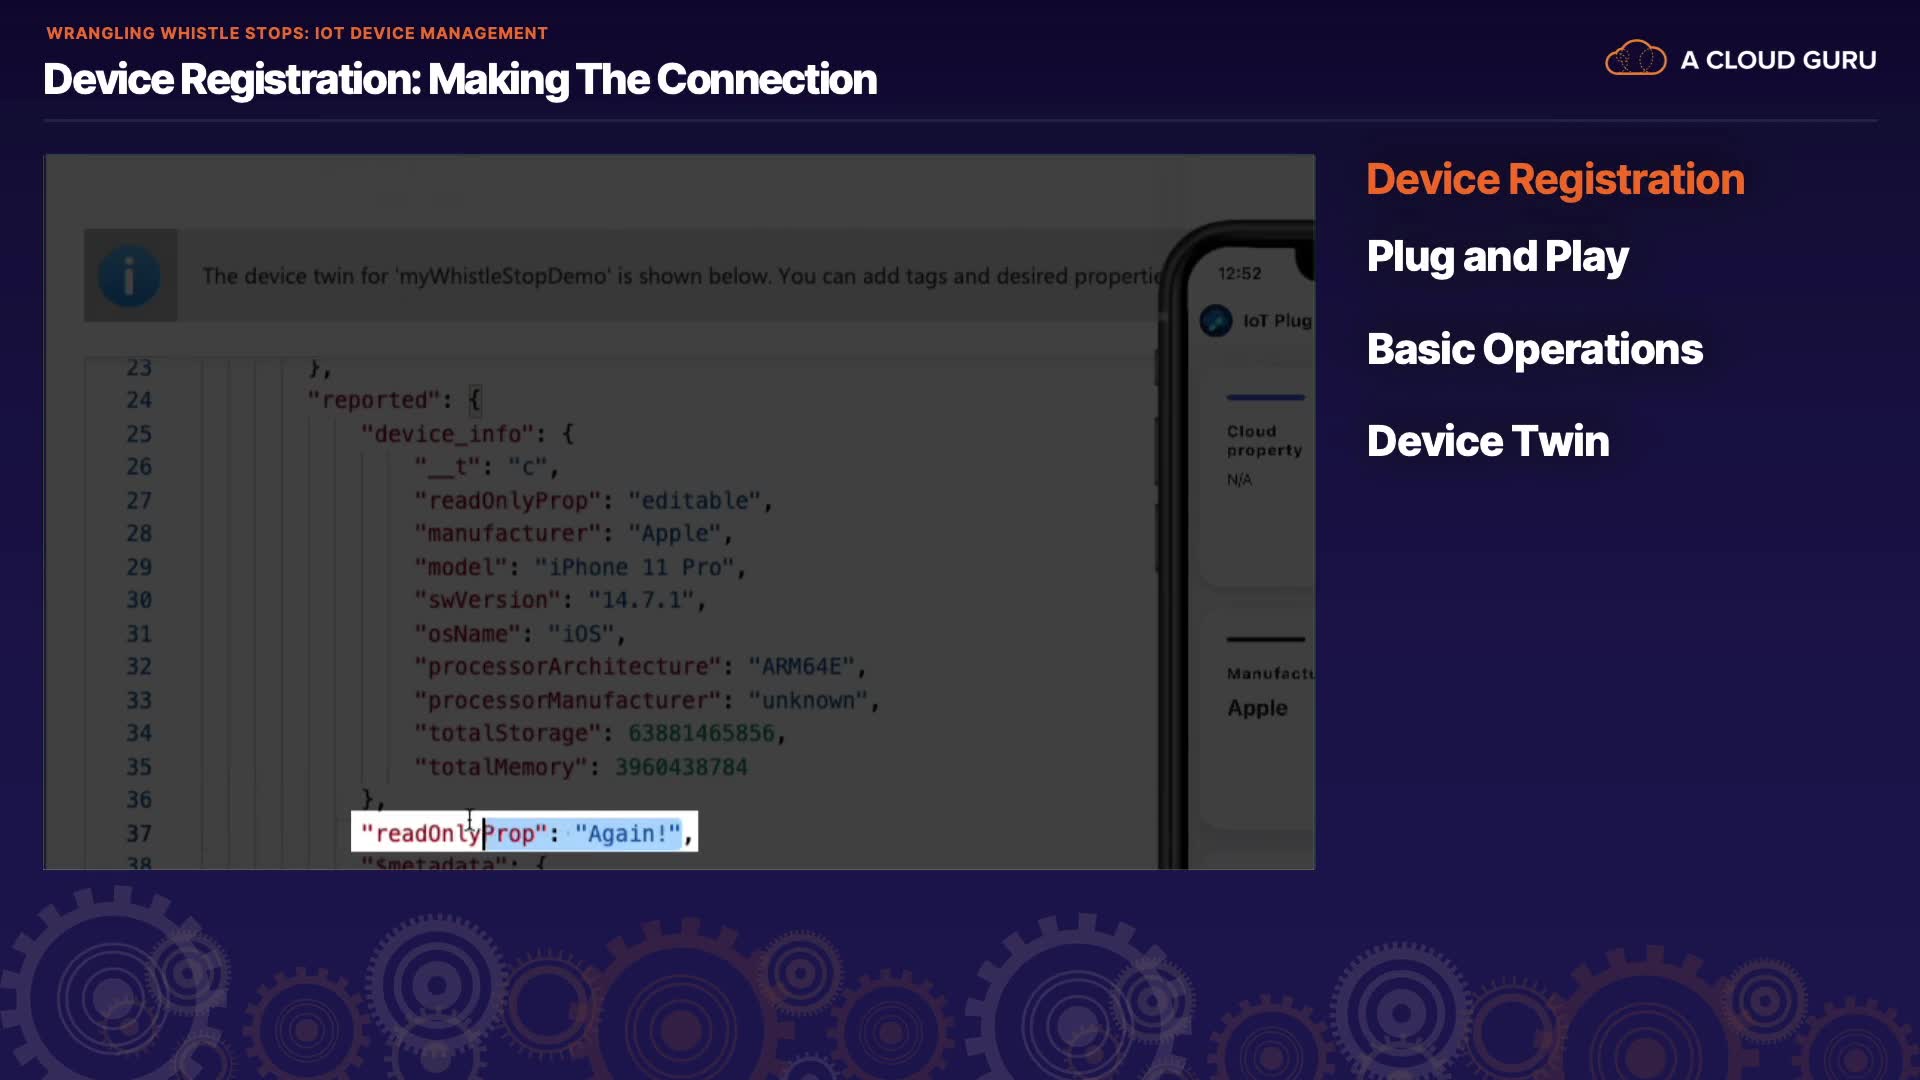 WRANGLING WHISTLE STOPS: IOT DEVICE MANAGEMENT
Device Registration: Making The Connection
A CLOUD GURU
The device twin for 'myWhistleStopDemo' is shown below. You can add tags and desired propertie
23 },
24 "reported": {
25 "device_info": {
26 "__t": "c",
27 "readOnlyProp": "editable",
28 "manufacturer": "Apple",
29 "model": "iPhone 11 Pro",
30 "swVersion": "14.7.1",
31 "osName": "iOS",
32 "processorArchitecture": "ARM64E",
33 "processorManufacturer": "unknown",
34 "totalStorage": 63881465856,
35 "totalMemory": 3960438784
36 },
37 "readOnlyProp": "Again!",
38 "$metadata": {
12:52
IoT Plug
Cloud
property
N/A
Manufactu
Apple
Device Registration
Plug and Play
Basic Operations
Device Twin